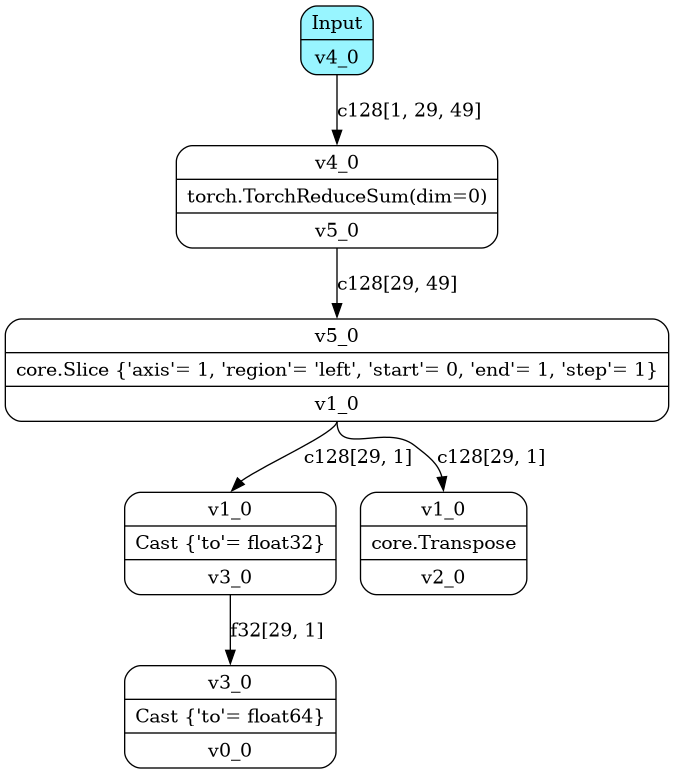 Input
v4_0
c128[1, 29, 49]
v4_0
torch.TorchReduceSum(dim=0)
v5_0
c128[29, 49]
v5_0
core.Slice {'axis'= 1, 'region'= 'left', 'start'= 0, 'end'= 1, 'step'= 1}
v1_0
c128[29, 1]
c128[29, 1]
v1_0
Cast {'to'= float32}
v3_0
v1_0
core.Transpose
v2_0
f32[29, 1]
v3_0
Cast {'to'= float64}
v0_0